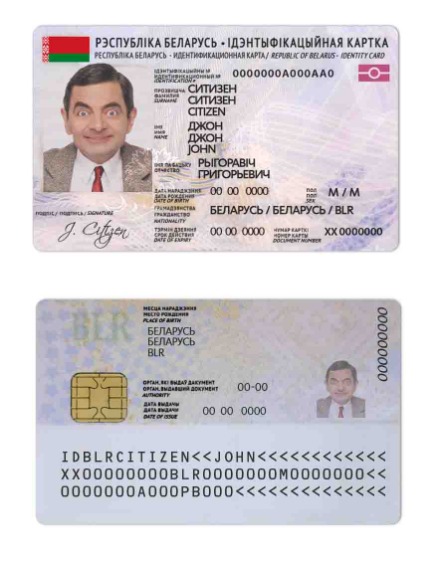 РЭСПУБЛІКА БЕЛАРУСЬ • ІДЭНТЫФІКАЦЫЙНАЯ КАРТКА
РЕСПУБЛИКА БЕЛАРУСЬ - ИДЕНТИФИКАЦИОННАЯ КАРТА / REPUBLIC OF BELARUS - IDENTITY CARD
ІДЭНТЫФІКАЦЫЙНЫ №
ИДЕНТИФИКАЦИОННЫЙ №
IDENTIFICATION №
0000000A000AA0
ПРОЗВІШЧА
ФАМИЛИЯ
SURNAME
СИТИЗЕН
СИТИЗЕН
CITIZEN
ІМЯ
ИМЯ
NAME
ДЖОН
ДЖОН
JOHN
ІМЯ ПА БАЦЬКУ
ОТЧЕСТВО
РЫГОРАВІЧ
ГРИГОРЬЕВИЧ
ДАТА НАРАДЖЭННЯ
ДАТА РОЖДЕНИЯ
DATE OF BIRTH
00 00 0000
ПОЛ
ПОЛ
SEX
М / M
ПОДПІС / ПОДПИСЬ / SIGNATURE
J. Citizen
ГРАМАДЗЯНСТВА
ГРАЖДАНСТВО
NATIONALITY
БЕЛАРУСЬ / БЕЛАРУСЬ / BLR
ТЭРМІН ДЗЕЯННЯ
СРОК ДЕЙСТВИЯ
DATE OF EXPIRY
00 00 0000
НУМАР КАРТКІ
НОМЕР КАРТЫ
DOCUMENT NUMBER
XX 0000000
BLR
МЕСЦА НАРАДЖЭННЯ
МЕСТО РОЖДЕНИЯ
PLACE OF BIRTH
БЕЛАРУСЬ
БЕЛАРУСЬ
BLR
000000000
ОРГАН, ЯКІ ВЫДАЎ ДАКУМЕНТ
ОРГАН, ВЫДАВШИЙ ДОКУМЕНТ
AUTHORITY
00-00
ДАТА ВЫДАЧЫ
ДАТА ВЫДАЧИ
DATE OF ISSUE
00 00 0000
IDBLRCITIZEN<<JOHN<<<<<<<<<<<<
XX00000000BLR0000000M0000000<<
0000000A000PB000<<<<<<<<<<<<<<